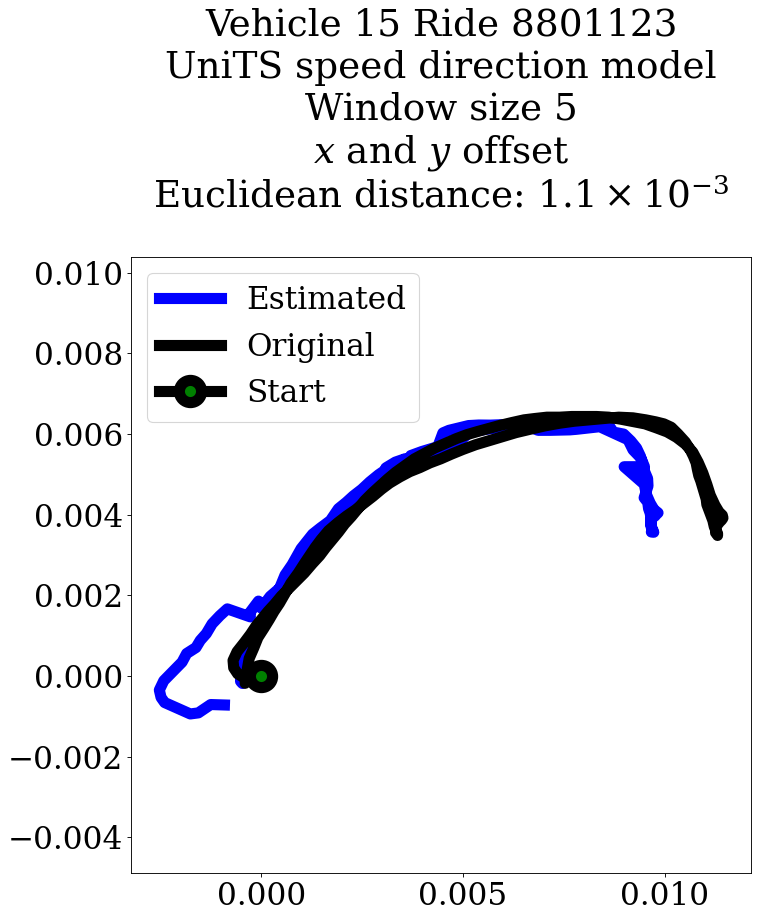 Vehicle 15 Ride 8801123
UniTS speed direction model
Window size 5
x and y offset
Euclidean distance: 1.1 × 10⁻³
Estimated
Original
Start
0.010
0.008
0.006
0.004
0.002
0.000
−0.002
−0.004
0.000 0.005 0.010